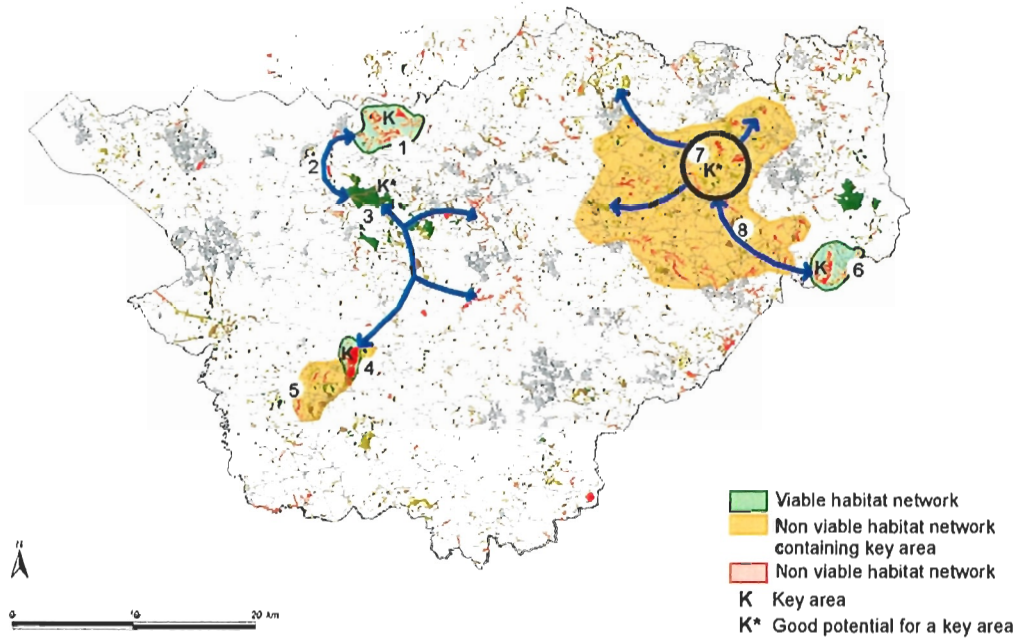 K
1
2
K*
3
7
K*
8
K
6
K
4
5
Viable habitat network
Non viable habitat network
containing key area
Non viable habitat network
K Key area
K* Good potential for a key area
N
0 10 20 km